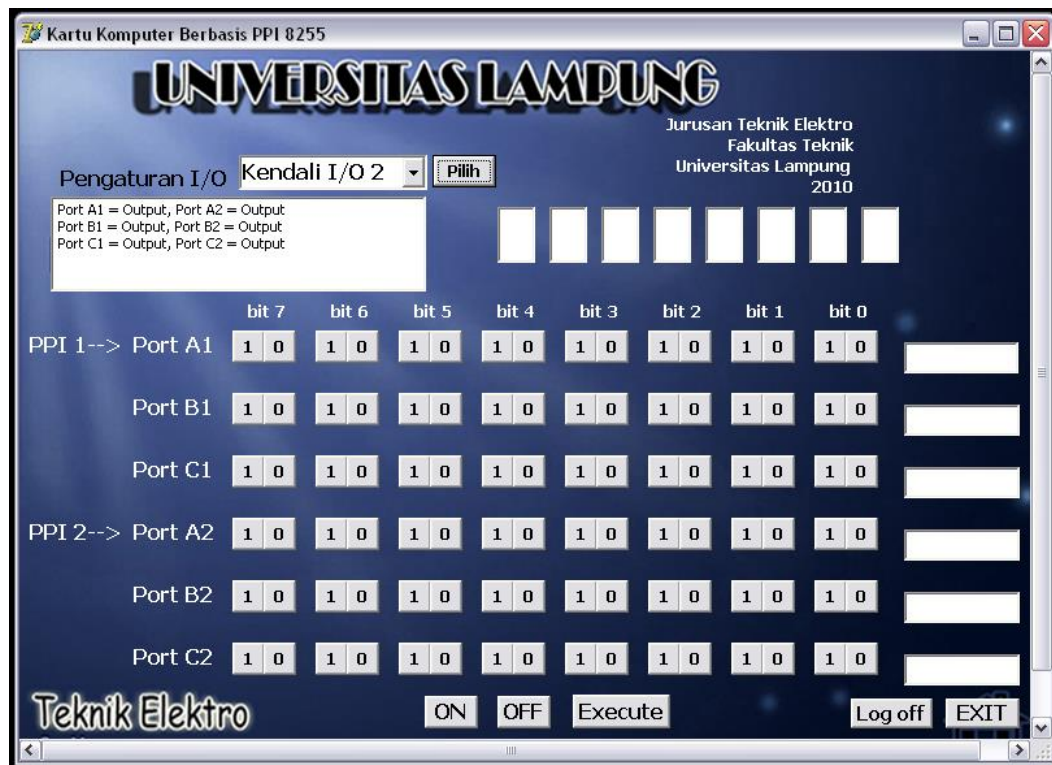 Kartu Komputer Berbasis PPI 8255
UNIVERSITAS LAMPUNG
Jurusan Teknik Elektro
Fakultas Teknik
Universitas Lampung
2010
Pengaturan I/O Kendali I/O 2 Pilih
Port A1 = Output, Port A2 = Output
Port B1 = Output, Port B2 = Output
Port C1 = Output, Port C2 = Output
bit 7 bit 6 bit 5 bit 4 bit 3 bit 2 bit 1 bit 0
PPI 1--> Port A1 1 0 1 0 1 0 1 0 1 0 1 0 1 0 1 0
Port B1 1 0 1 0 1 0 1 0 1 0 1 0 1 0 1 0
Port C1 1 0 1 0 1 0 1 0 1 0 1 0 1 0 1 0
PPI 2--> Port A2 1 0 1 0 1 0 1 0 1 0 1 0 1 0 1 0
Port B2 1 0 1 0 1 0 1 0 1 0 1 0 1 0 1 0
Port C2 1 0 1 0 1 0 1 0 1 0 1 0 1 0 1 0
Teknik Elektro ON OFF Execute Log off EXIT